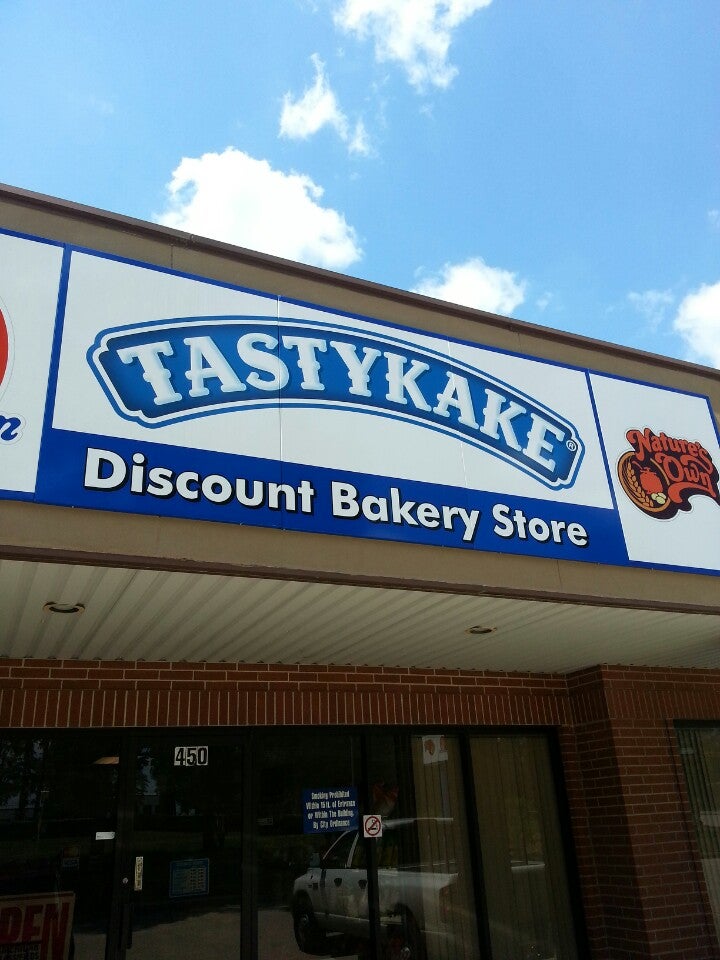 TASTYKAKE®
Discount Bakery Store
Nature's
Own
450
Smoking Prohibited
Within 15 ft. of Entrance
or Within The Building.
By City Ordinance